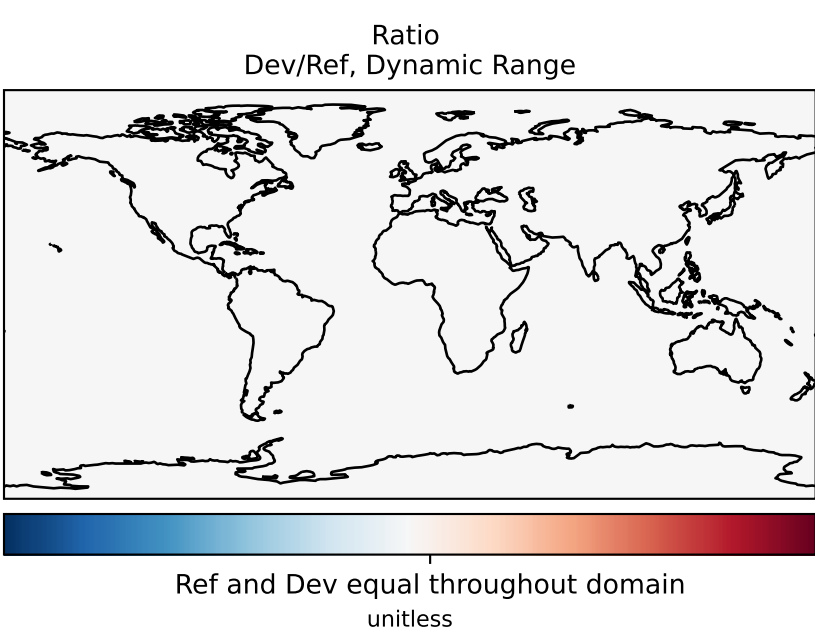 Ratio
Dev/Ref, Dynamic Range
Ref and Dev equal throughout domain
unitless